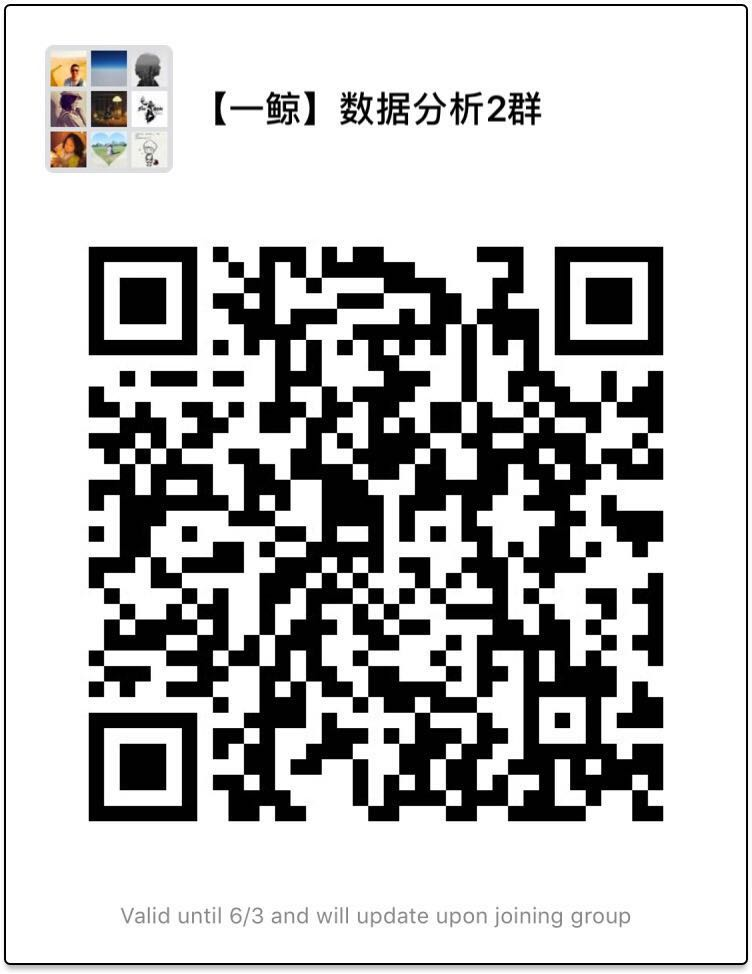 【一鲸】数据分析2群
Valid until 6/3 and will update upon joining group